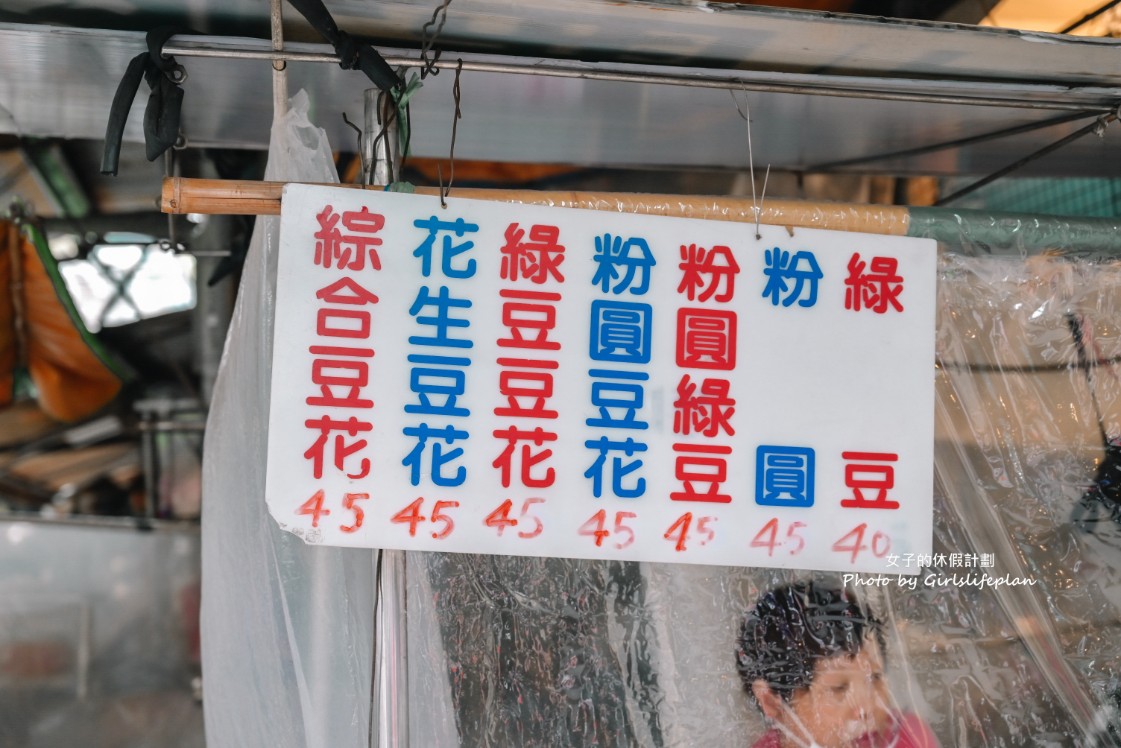 綜合豆花 45
花生豆花 45
綠豆豆花 45
粉圓豆花 45
粉圓綠豆 45
粉圓 45
綠豆 40
女子的休假計劃
Photo by Girlslifeplan